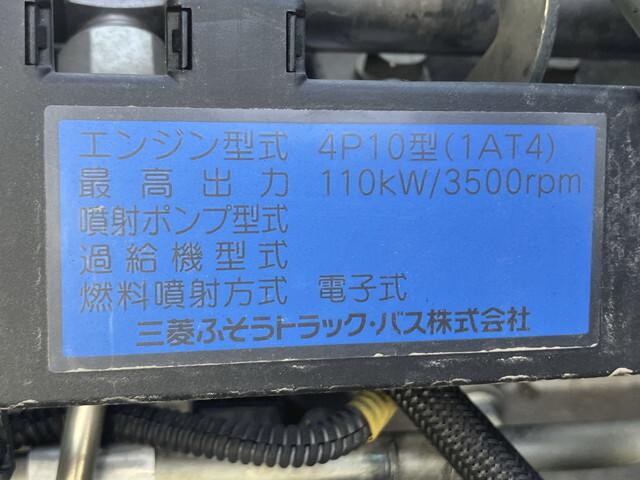 エンジン型式 4P10型(1AT4)
最高出力 110kW/3500rpm
噴射ポンプ型式
過給機型式
燃料噴射方式 電子式
三菱ふそうトラック・バス株式会社